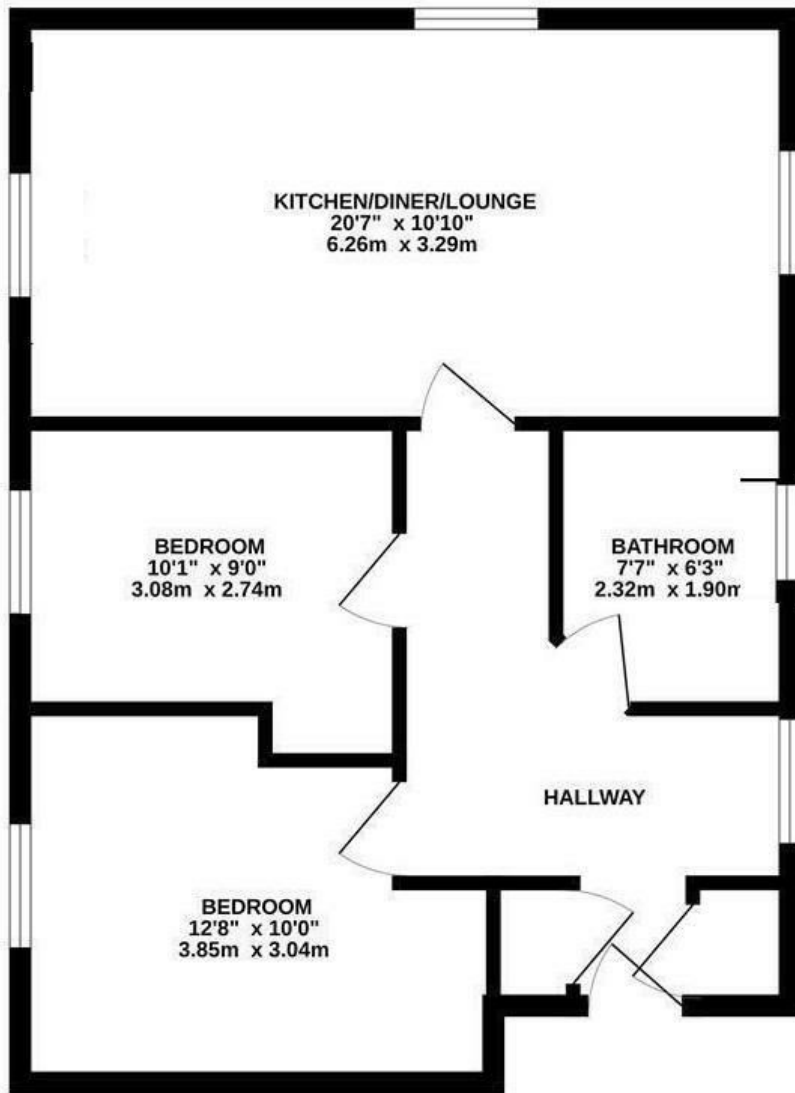 KITCHEN/DINER/LOUNGE
20'7" x 10'10"
6.26m x 3.29m
BEDROOM
10'1" x 9'0"
3.08m x 2.74m
BATHROOM
7'7" x 6'3"
2.32m x 1.90m
HALLWAY
BEDROOM
12'8" x 10'0"
3.85m x 3.04m